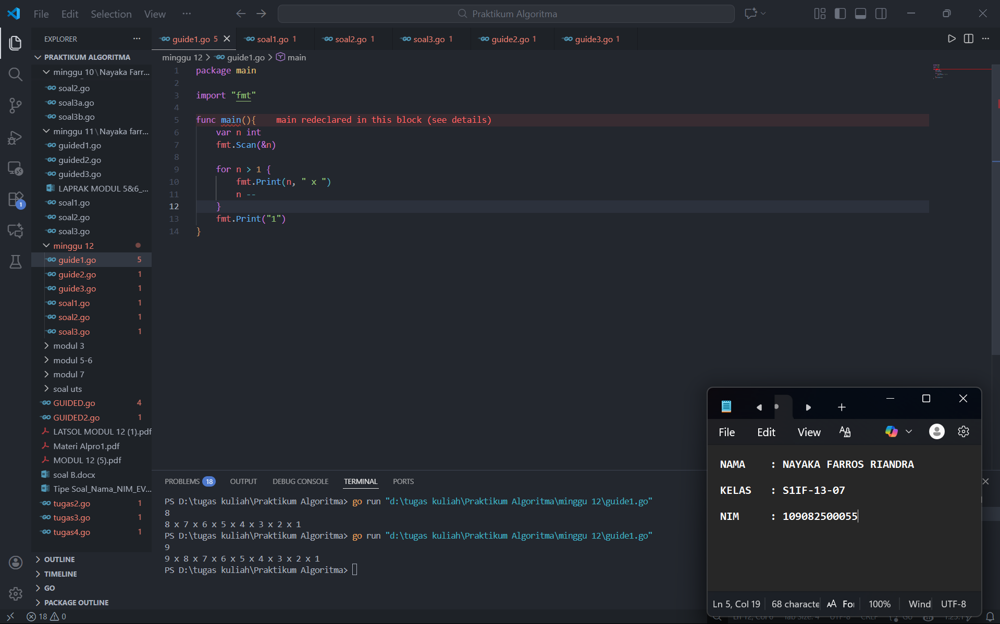 File Edit Selection View ···
Praktikum Algoritma
EXPLORER ···
PRAKTIKUM ALGORITMA
minggu 10\Nayaka Farr...
soal2.go
soal3a.go
soal3b.go
minggu 11\Nayaka farr...
guided1.go
guided2.go
guided3.go
LAPRAK MODUL 5&6_...
soal1.go
soal2.go
soal3.go
minggu 12
guide1.go 5
guide2.go 1
guide3.go 1
soal1.go 1
soal2.go 1
soal3.go 1
modul 3
modul 5-6
modul 7
soal uts
GUIDED.go 4
GUIDED2.go 1
LATSOL MODUL 12 (1).pdf
Materi Alpro1.pdf
MODUL 12 (5).pdf
soal B.docx
Tipe Soal_Nama_NIM_EV...
tugas2.go 1
tugas3.go 1
tugas4.go 1
OUTLINE
TIMELINE
GO
PACKAGE OUTLINE
1
guide1.go 5 soal1.go 1 soal2.go 1 soal3.go 1 guide2.go 1 guide3.go 1
minggu 12 > guide1.go > main
1 package main
2
3 import "fmt"
4
5 func main(){ main redeclared in this block (see details)
6 var n int
7 fmt.Scan(&n)
8
9 for n > 1 {
10 fmt.Print(n, " x ")
11 n --
12 }
13 fmt.Print("1")
14 }
PROBLEMS 18 OUTPUT DEBUG CONSOLE TERMINAL PORTS
PS D:\tugas kuliah\Praktikum Algoritma> go run "d:\tugas kuliah\Praktikum Algoritma\minggu 12\guide1.go"
8
8 x 7 x 6 x 5 x 4 x 3 x 2 x 1
PS D:\tugas kuliah\Praktikum Algoritma> go run "d:\tugas kuliah\Praktikum Algoritma\minggu 12\guide1.go"
9
9 x 8 x 7 x 6 x 5 x 4 x 3 x 2 x 1
PS D:\tugas kuliah\Praktikum Algoritma>
File Edit View
NAMA : NAYAKA FARROS RIANDRA
KELAS : S1IF-13-07
NIM : 109082500055
Ln 5, Col 19 68 characte For 100% Wind UTF-8
18 0